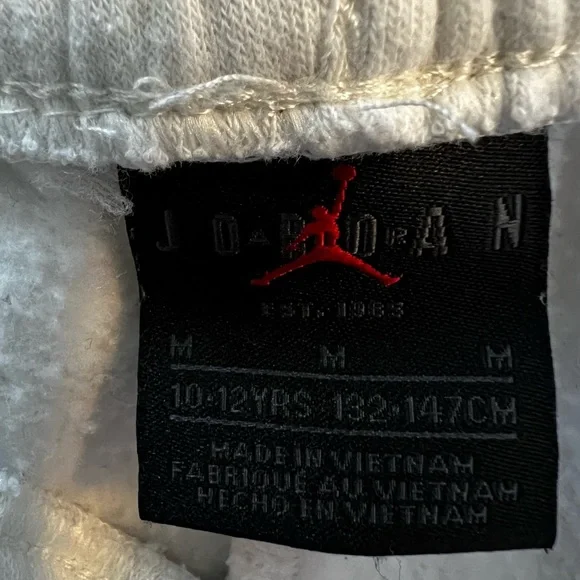 JORDAN
EST. 1985
M M M
10-12YRS 132-147CM
MADE IN VIETNAM
FABRIQUÉ AU VIETNAM
HECHO EN VIETNAM